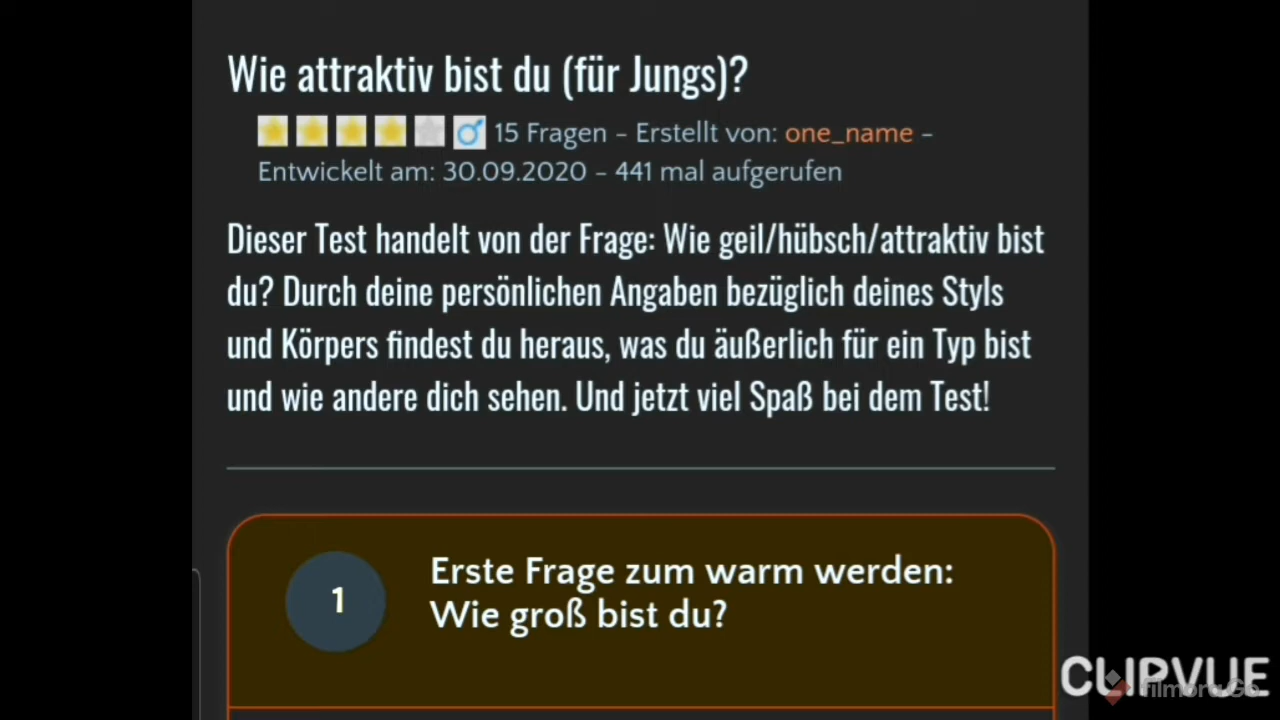 Wie attraktiv bist du (für Jungs)?
15 Fragen - Erstellt von: one_name -
Entwickelt am: 30.09.2020 - 441 mal aufgerufen
Dieser Test handelt von der Frage: Wie geil/hübsch/attraktiv bist
du? Durch deine persönlichen Angaben bezüglich deines Styls
und Körpers findest du heraus, was du äußerlich für ein Typ bist
und wie andere dich sehen. Und jetzt viel Spaß bei dem Test!
1
Erste Frage zum warm werden:
Wie groß bist du?
CLIPVUE
filmora Go